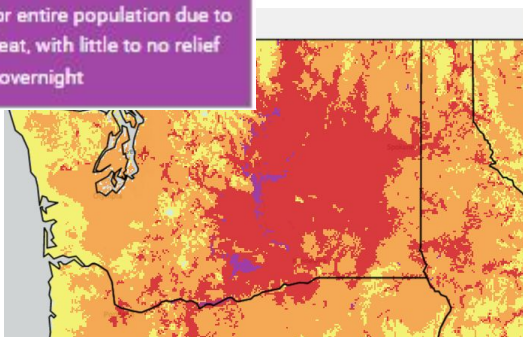 or entire population due to
eat, with little to no relief
overnight